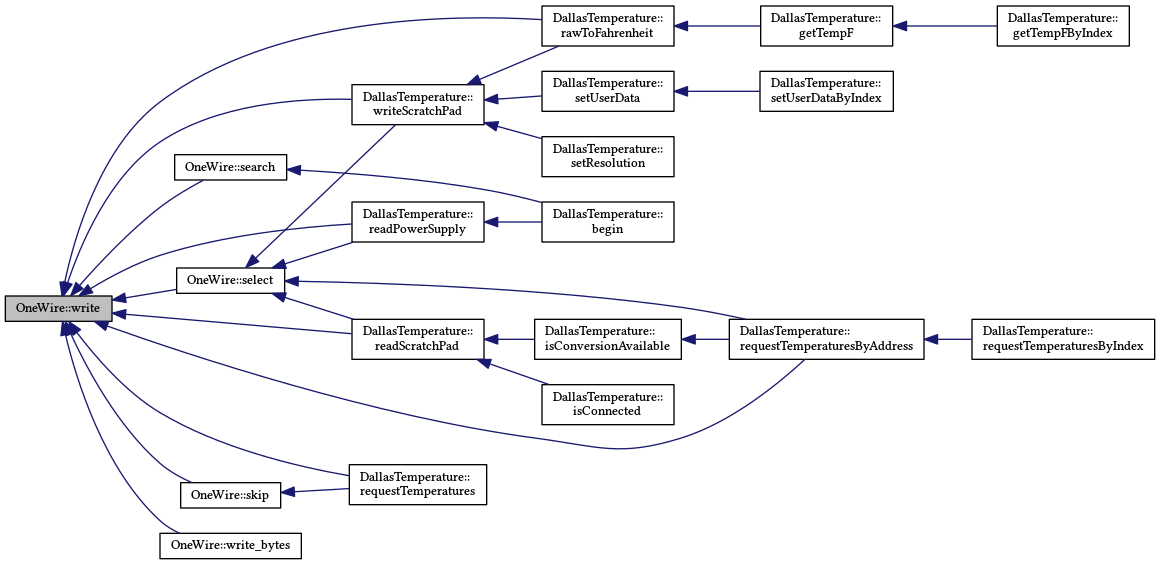 DallasTemperature::
rawToFahrenheit
DallasTemperature::
getTempF
DallasTemperature::
getTempFByIndex
DallasTemperature::
writeScratchPad
DallasTemperature::
setUserData
DallasTemperature::
setUserDataByIndex
DallasTemperature::
setResolution
OneWire::search
DallasTemperature::
readPowerSupply
DallasTemperature::
begin
OneWire::select
OneWire::write
DallasTemperature::
readScratchPad
DallasTemperature::
isConversionAvailable
DallasTemperature::
requestTemperaturesByAddress
DallasTemperature::
requestTemperaturesByIndex
DallasTemperature::
isConnected
DallasTemperature::
requestTemperatures
OneWire::skip
OneWire::write_bytes